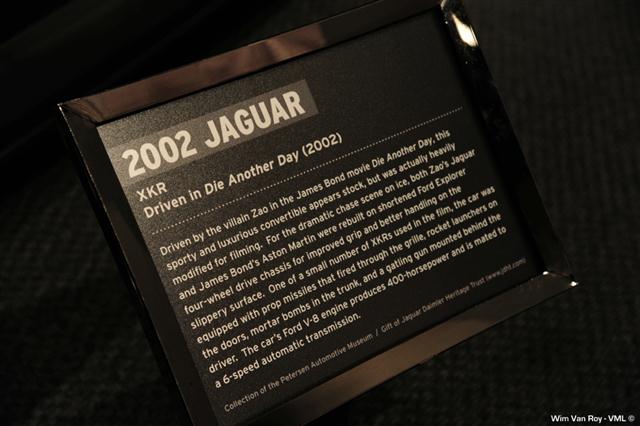 2002 JAGUAR
XKR
Driven in Die Another Day (2002)
Driven by the villain Zao in the James Bond movie Die Another Day, this
sporty and luxurious convertible appears stock, but was actually heavily
modified for filming. For the dramatic chase scene on ice, both Zao's Jaguar
and James Bond's Aston Martin were rebuilt on shortened Ford Explorer
four-wheel drive chassis for improved grip and better handling on the
slippery surface. One of a small number of XKRs used in the film, the car was
equipped with prop missiles that fired through the grille, rocket launchers on
the doors, mortar bombs in the trunk, and a gatling gun mounted behind the
driver. The car's Ford V-8 engine produces 400-horsepower and is mated to
a 6-speed automatic transmission.
Collection of the Petersen Automotive Museum / Gift of Jaguar Daimler Heritage Trust (www.jdht.com)
Wim Van Roy - VML ©